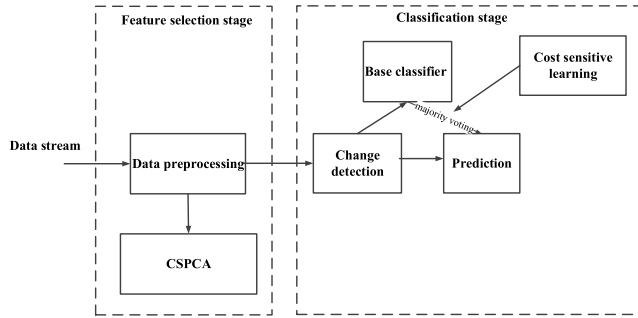 Feature selection stage
Classification stage
Base classifier
Cost sensitive
learning
majority voting
Data stream
Data preprocessing
Change
detection
Prediction
CSPCA